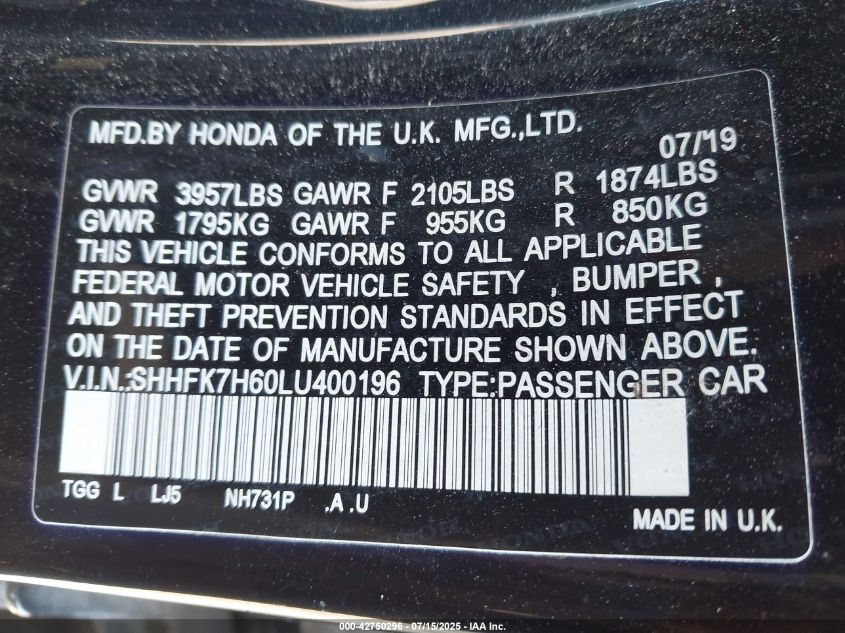 MFD.BY HONDA OF THE U.K. MFG.,LTD.
07/'19
GVWR 3957LBS GAWR F 2105LBS R 1874LBS
GVWR 1795KG GAWR F 955KG R 850KG
THIS VEHICLE CONFORMS TO ALL APPLICABLE
FEDERAL MOTOR VEHICLE SAFETY , BUMPER ,
AND THEFT PREVENTION STANDARDS IN EFFECT
ON THE DATE OF MANUFACTURE SHOWN ABOVE.
V.I.N.:SHHFK7H60LU400196 TYPE:PASSENGER CAR
TGG L LJ5 NH731P .A .U
MADE IN U.K.
000-42750296 - 07/15/2025 - IAA Inc.